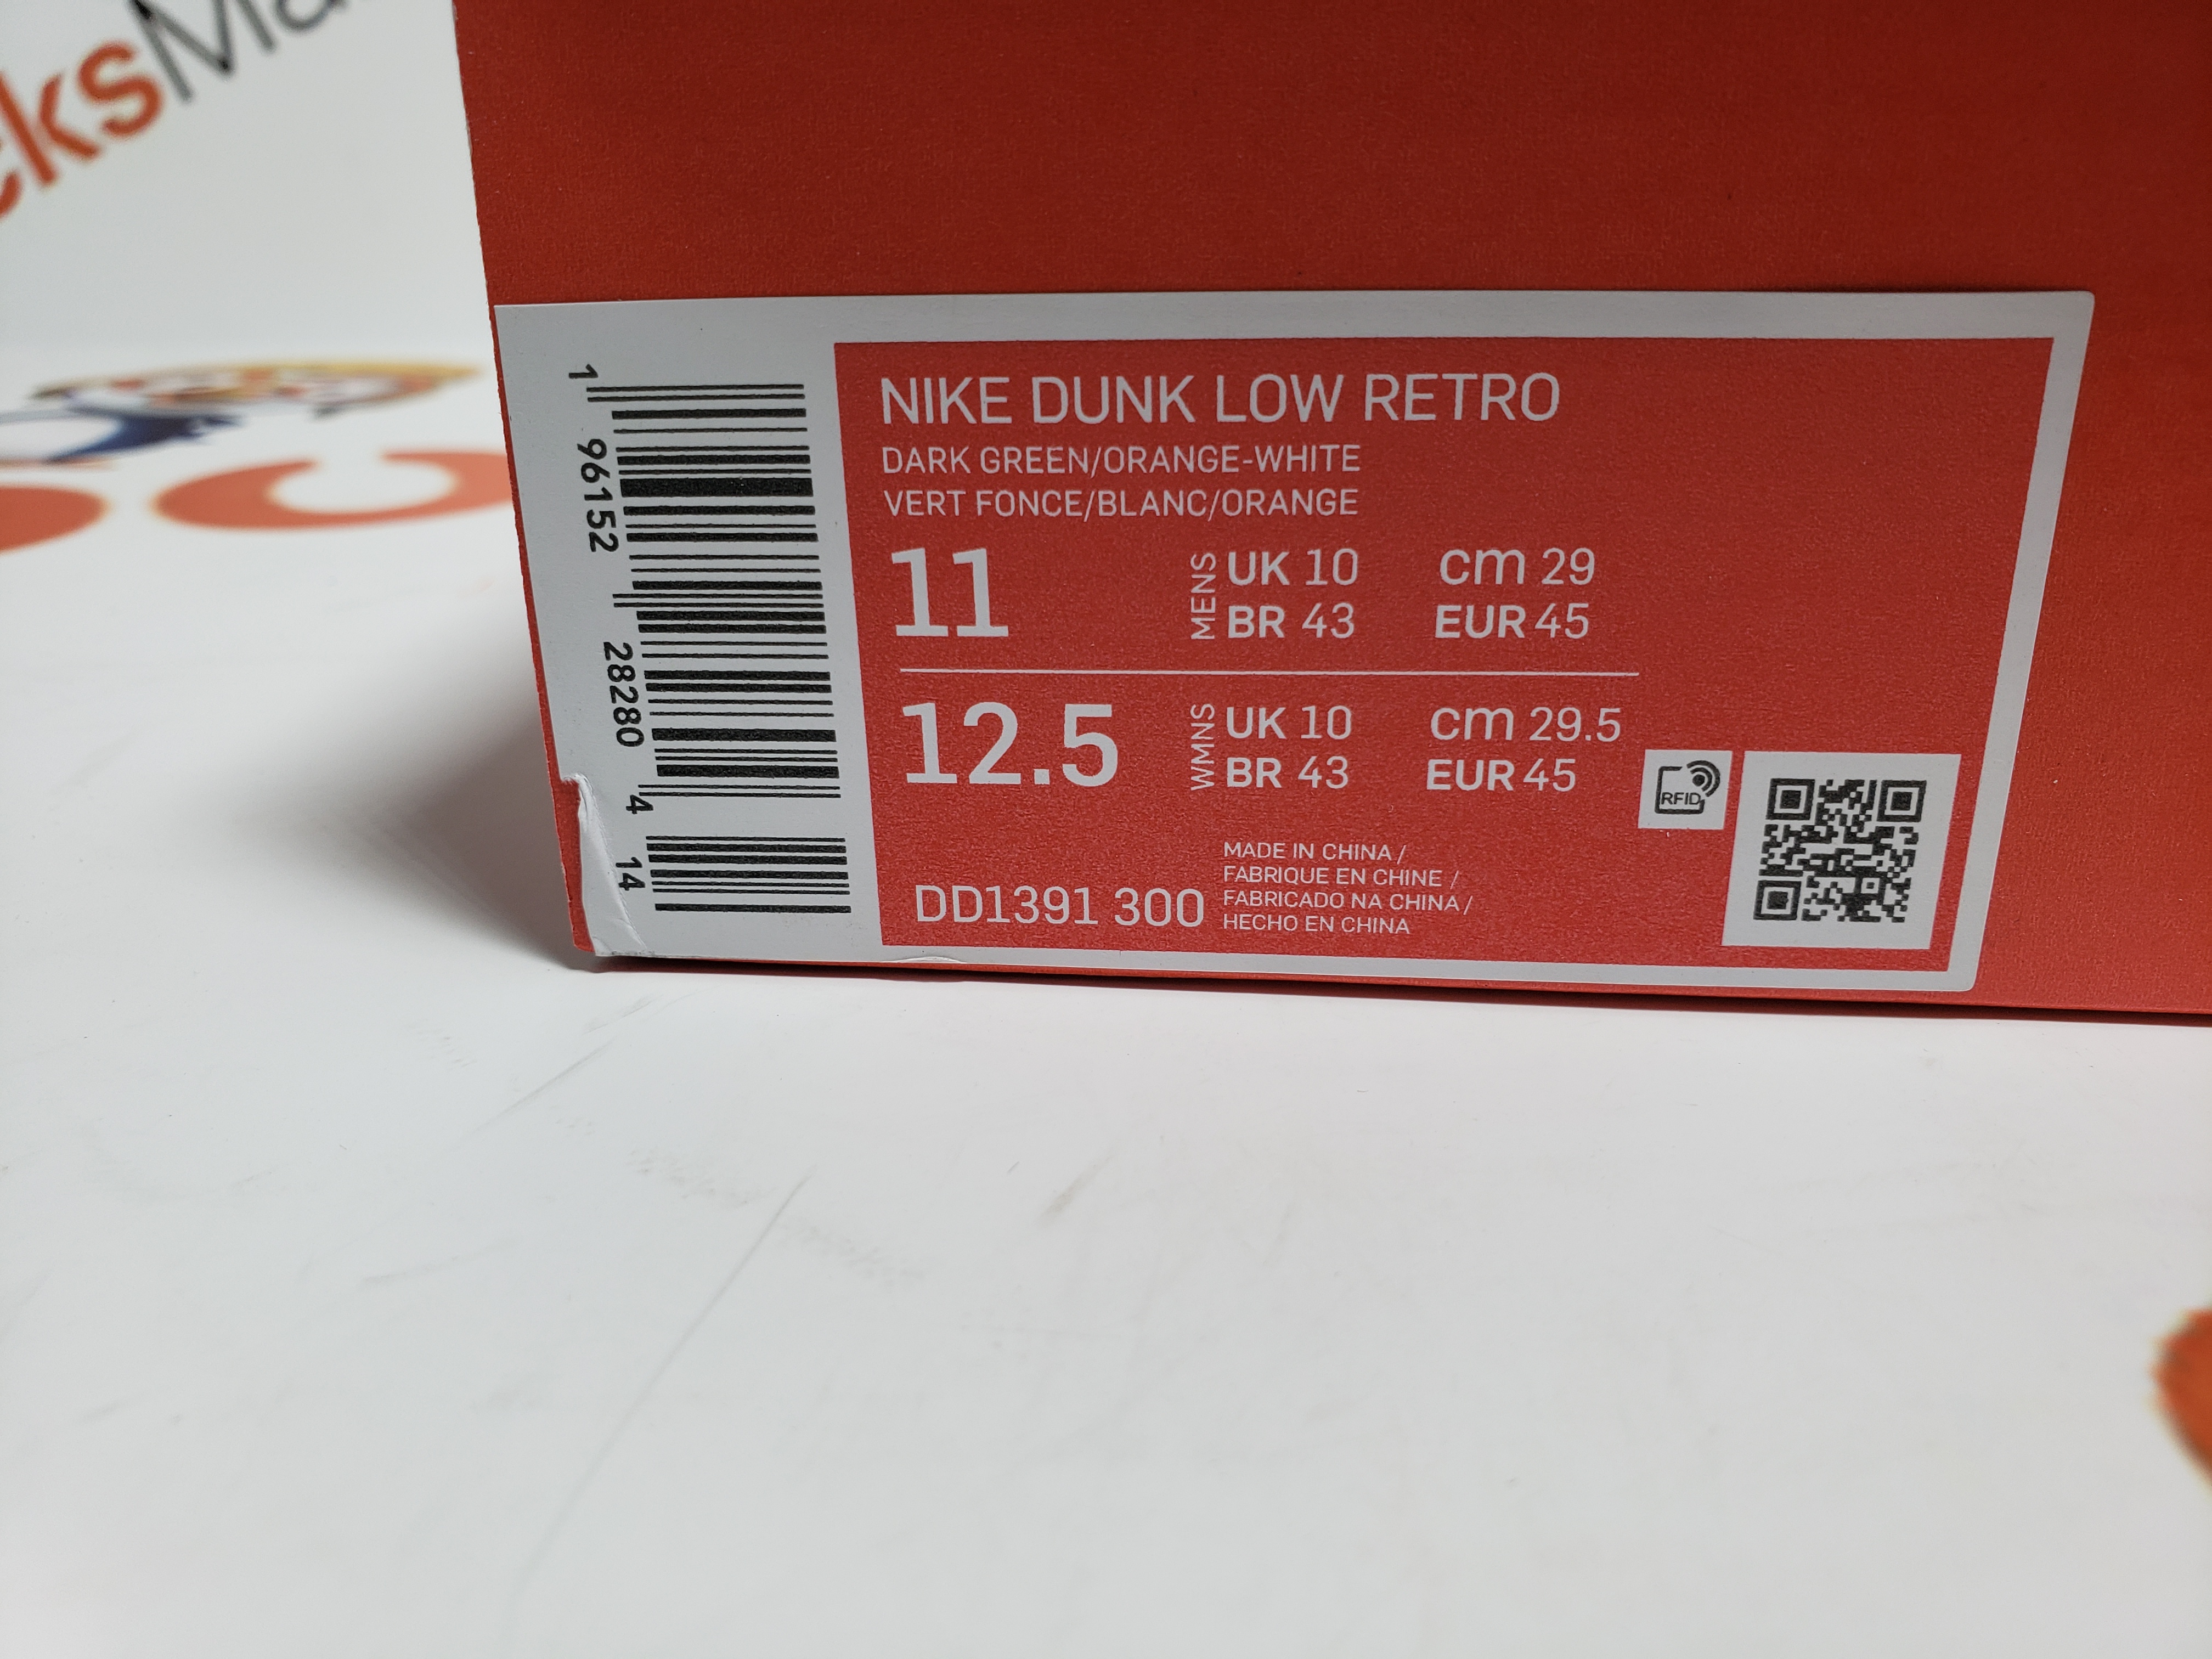 cksMa
1 96152 28280 4 14
NIKE DUNK LOW RETRO
DARK GREEN/ORANGE-WHITE
VERT FONCE/BLANC/ORANGE
11 MENS UK 10 cm 29
BR 43 EUR 45
12.5 WMNS UK 10 cm 29.5
BR 43 EUR 45
RFID
DD1391 300
MADE IN CHINA /
FABRIQUE EN CHINE /
FABRICADO NA CHINA /
HECHO EN CHINA